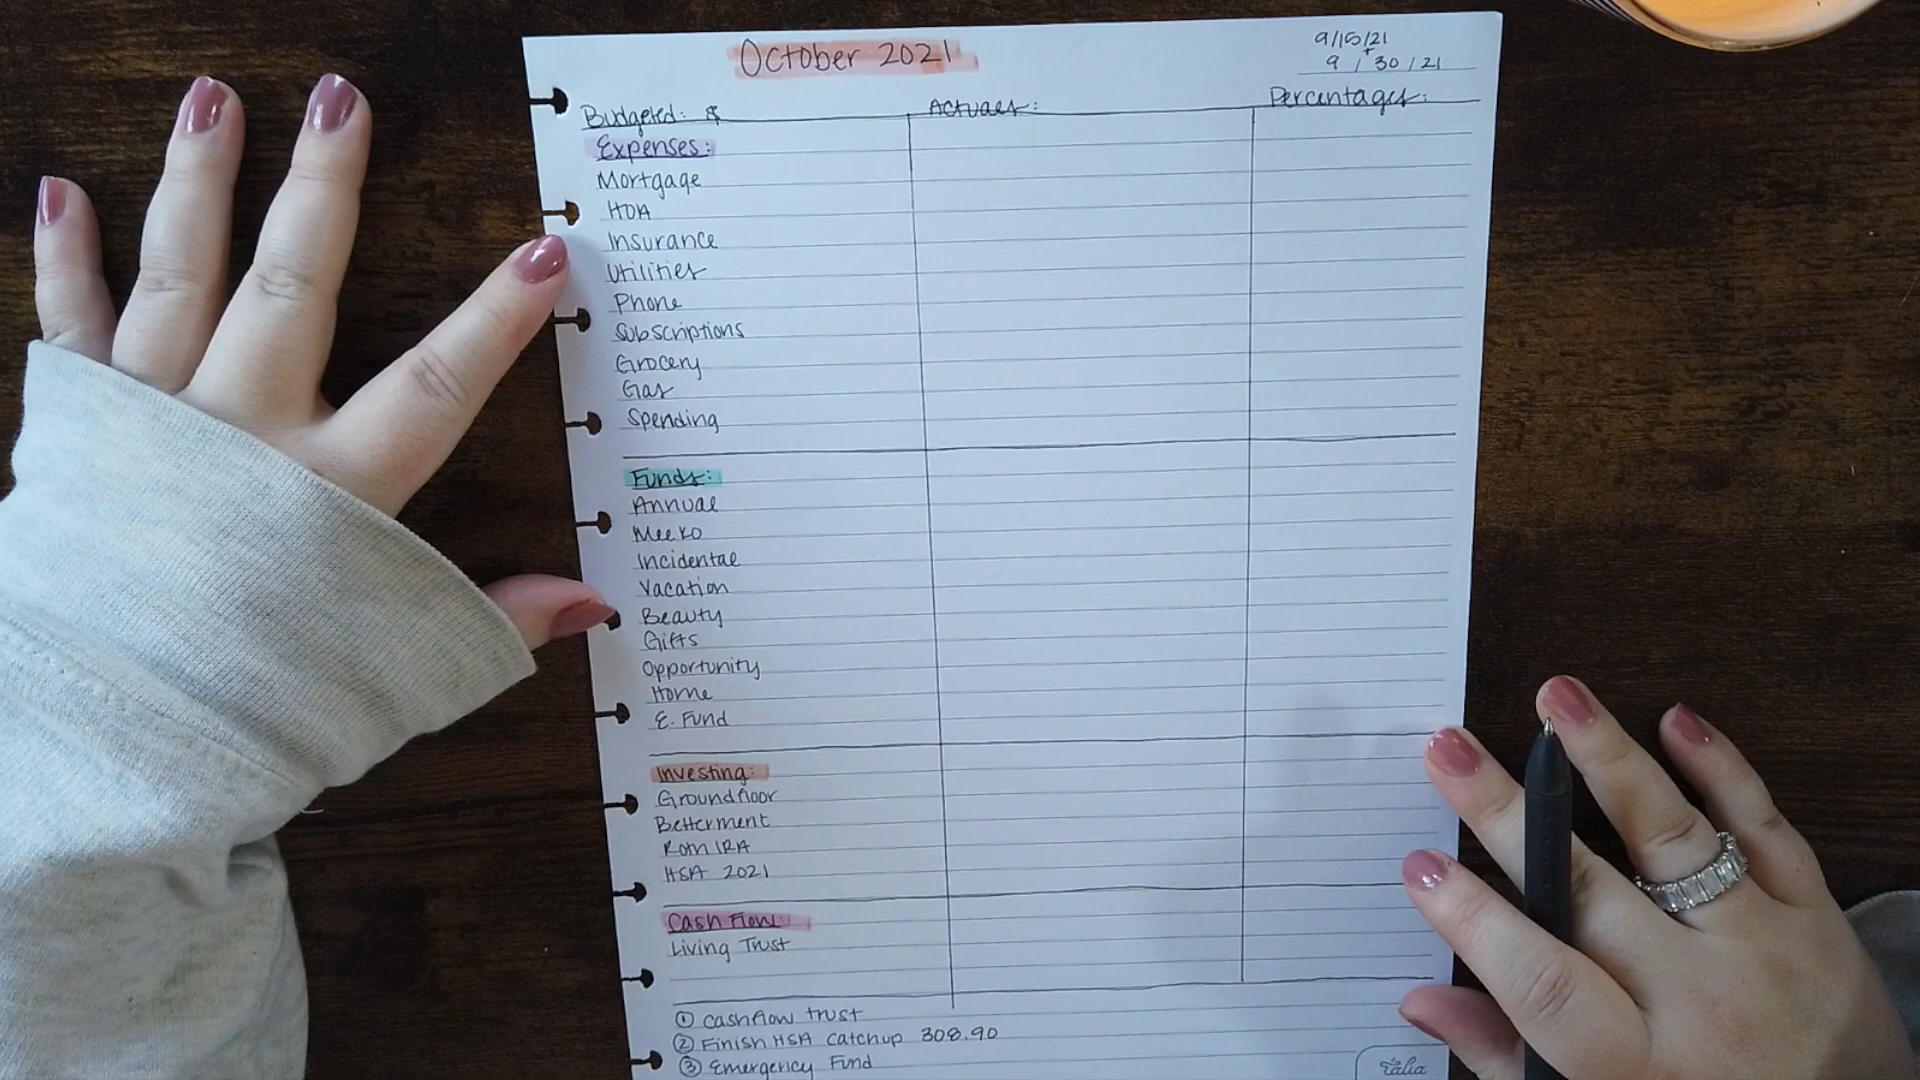 October 2021
9/15/21
+
9 / 30 / 21
Budgeted: $ Actuals: Percentages:
Expenses:
Mortgage
HOA
Insurance
Utilities
Phone
Subscriptions
Grocery
Gas
Spending
Funds:
Annual
Meeko
Incidental
Vacation
Beauty
Gifts
Opportunity
Home
E. Fund
Investing:
Groundfloor
Betterment
Roth IRA
HSA 2021
Cash Flow:
Living Trust
① cashflow trust
② Finish HSA catchup 308.90
③ Emergency Fund
talia